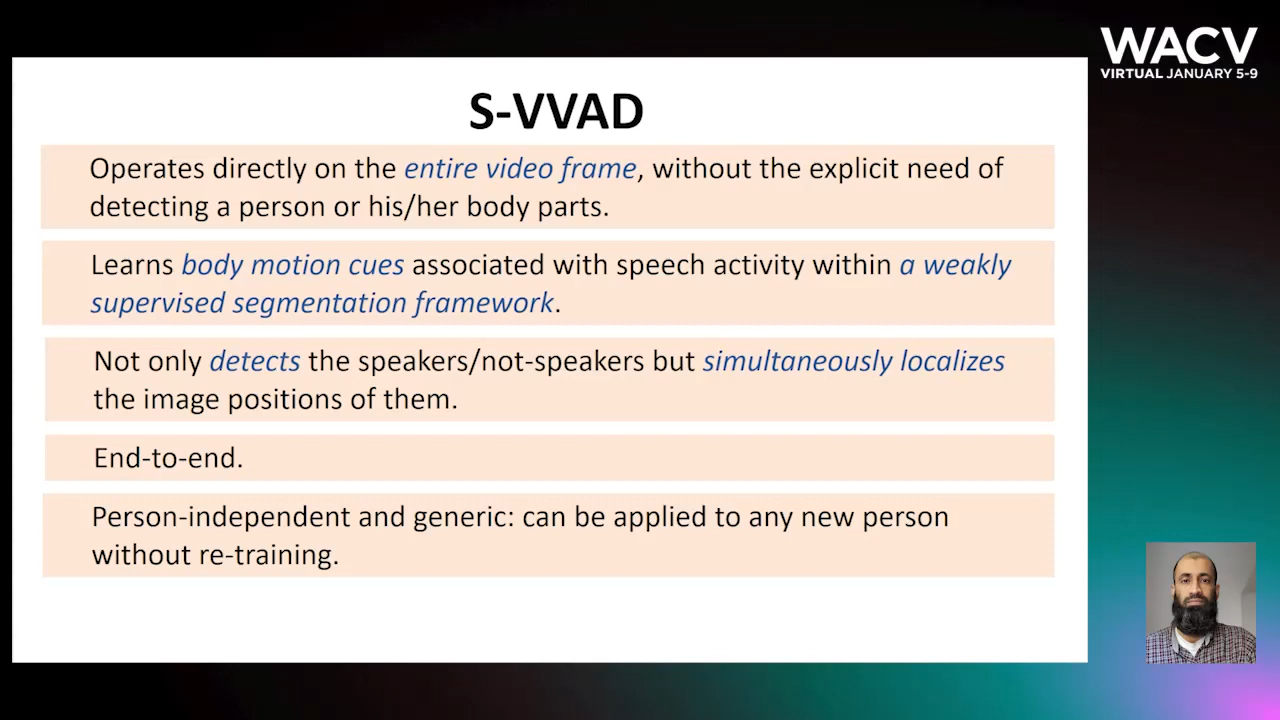 WACV
VIRTUAL JANUARY 5-9
S-VVAD
Operates directly on the entire video frame, without the explicit need of
detecting a person or his/her body parts.
Learns body motion cues associated with speech activity within a weakly
supervised segmentation framework.
Not only detects the speakers/not-speakers but simultaneously localizes
the image positions of them.
End-to-end.
Person-independent and generic: can be applied to any new person
without re-training.